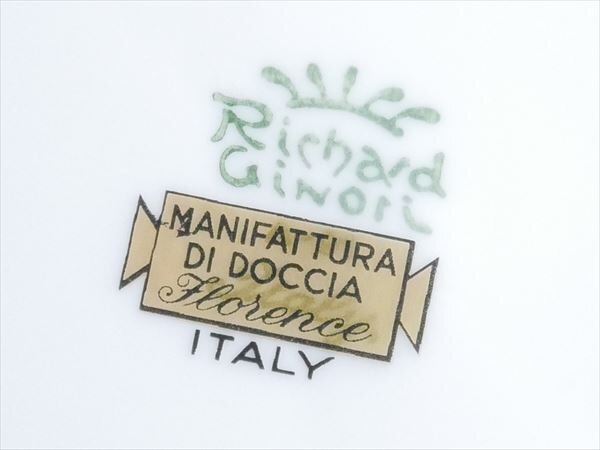 Richard
Ginori
MANIFATTURA
DI DOCCIA
Florence
ITALY